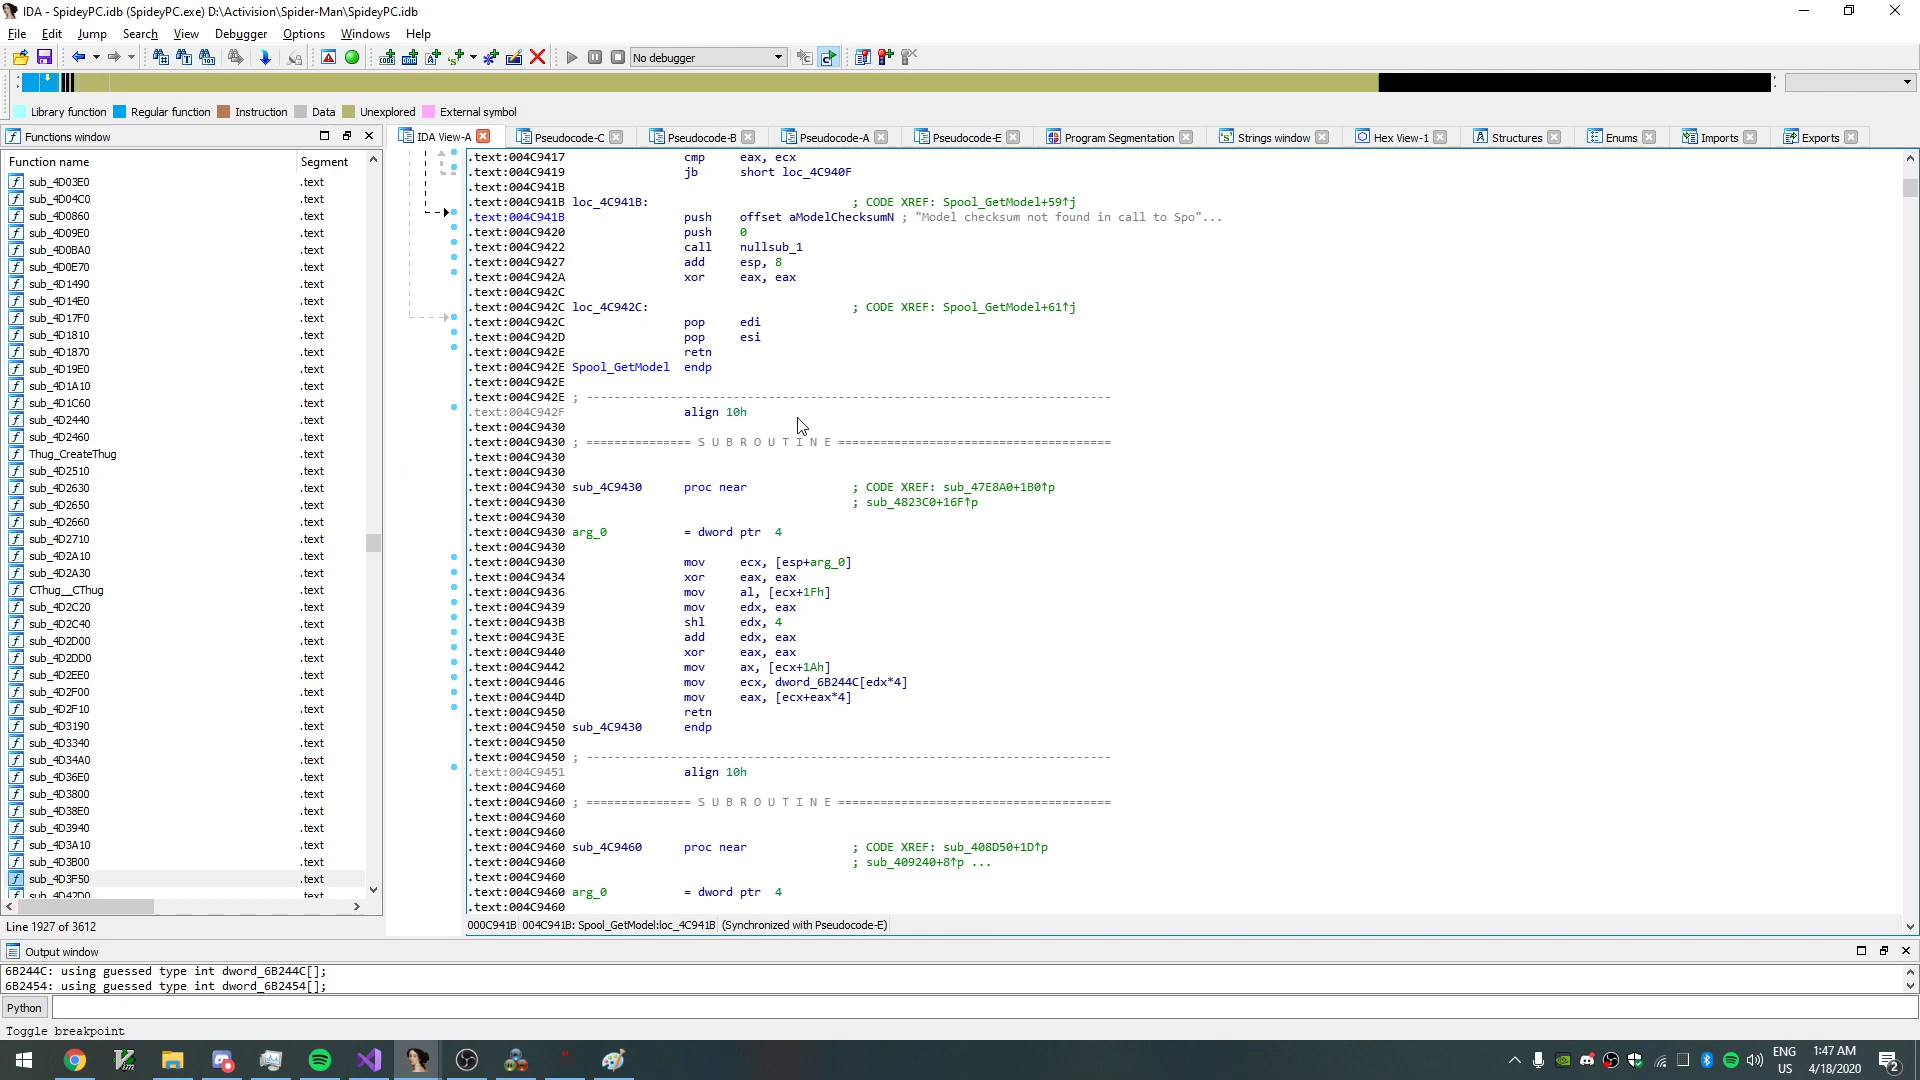 IDA - SpideyPC.idb (SpideyPC.exe) D:\Activision\Spider-Man\SpideyPC.idb
File Edit Jump Search View Debugger Options Windows Help
No debugger
Library function Regular function Instruction Data Unexplored External symbol
Functions window
IDA View-A Pseudocode-C Pseudocode-B Pseudocode-A Pseudocode-E Program Segmentation Strings window Hex View-1 Structures Enums Imports Exports
Function name Segment
sub_4D03E0 .text
sub_4D04C0 .text
sub_4D0860 .text
sub_4D09E0 .text
sub_4D0BA0 .text
sub_4D0E70 .text
sub_4D1490 .text
sub_4D14E0 .text
sub_4D17F0 .text
sub_4D1810 .text
sub_4D1870 .text
sub_4D19E0 .text
sub_4D1A10 .text
sub_4D1C60 .text
sub_4D2440 .text
sub_4D2460 .text
Thug_CreateThug .text
sub_4D2510 .text
sub_4D2630 .text
sub_4D2650 .text
sub_4D2660 .text
sub_4D2710 .text
sub_4D2A10 .text
sub_4D2A30 .text
CThug__CThug .text
sub_4D2C20 .text
sub_4D2C40 .text
sub_4D2D00 .text
sub_4D2DD0 .text
sub_4D2EE0 .text
sub_4D2F00 .text
sub_4D2F10 .text
sub_4D3190 .text
sub_4D3340 .text
sub_4D34A0 .text
sub_4D36E0 .text
sub_4D3800 .text
sub_4D38E0 .text
sub_4D3940 .text
sub_4D3A10 .text
sub_4D3B00 .text
sub_4D3F50 .text
sub_4D42D0 .text
Line 1927 of 3612
.text:004C9417 cmp eax, ecx
.text:004C9419 jb short loc_4C940F
.text:004C941B
.text:004C941B loc_4C941B: ; CODE XREF: Spool_GetModel+59↑j
.text:004C941B push offset aModelChecksumN ; "Model checksum not found in call to Spo"...
.text:004C9420 push 0
.text:004C9422 call nullsub_1
.text:004C9427 add esp, 8
.text:004C942A xor eax, eax
.text:004C942C
.text:004C942C loc_4C942C: ; CODE XREF: Spool_GetModel+61↑j
.text:004C942C pop edi
.text:004C942D pop esi
.text:004C942E retn
.text:004C942E Spool_GetModel endp
.text:004C942E
.text:004C942E ; ---------------------------------------------------------------------------
.text:004C942F align 10h
.text:004C9430
.text:004C9430 ; =============== S U B R O U T I N E =======================================
.text:004C9430
.text:004C9430
.text:004C9430 sub_4C9430 proc near ; CODE XREF: sub_47E8A0+1B0↑p
.text:004C9430 ; sub_4823C0+16F↑p
.text:004C9430
.text:004C9430 arg_0 = dword ptr 4
.text:004C9430
.text:004C9430 mov ecx, [esp+arg_0]
.text:004C9434 xor eax, eax
.text:004C9436 mov al, [ecx+1Fh]
.text:004C9439 mov edx, eax
.text:004C943B shl edx, 4
.text:004C943E add edx, eax
.text:004C9440 xor eax, eax
.text:004C9442 mov ax, [ecx+1Ah]
.text:004C9446 mov ecx, dword_6B244C[edx*4]
.text:004C944D mov eax, [ecx+eax*4]
.text:004C9450 retn
.text:004C9450 sub_4C9430 endp
.text:004C9450
.text:004C9450 ; ---------------------------------------------------------------------------
.text:004C9451 align 10h
.text:004C9460
.text:004C9460 ; =============== S U B R O U T I N E =======================================
.text:004C9460
.text:004C9460
.text:004C9460 sub_4C9460 proc near ; CODE XREF: sub_408D50+1D↑p
.text:004C9460 ; sub_409240+8↑p ...
.text:004C9460
.text:004C9460 arg_0 = dword ptr 4
.text:004C9460
000C941B 004C941B: Spool_GetModel:loc_4C941B (Synchronized with Pseudocode-E)
Output window
6B244C: using guessed type int dword_6B244C[];
6B2454: using guessed type int dword_6B2454[];
Python
Toggle breakpoint
ENG
US
1:47 AM
4/18/2020
2